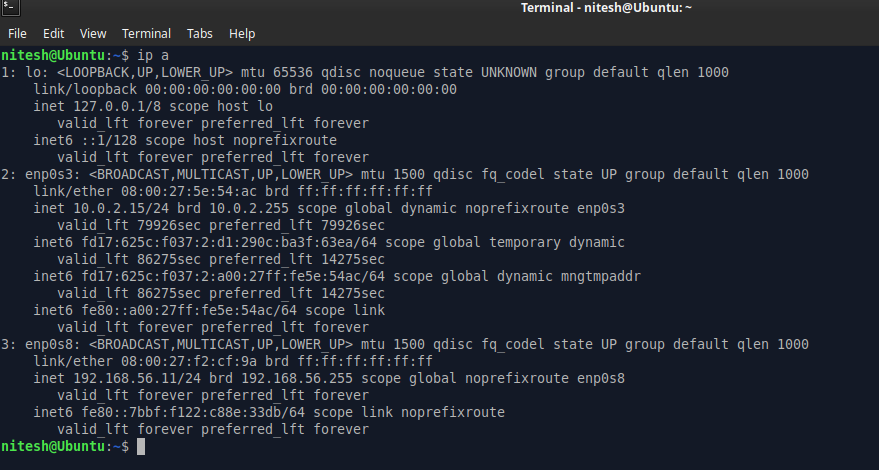 Terminal - nitesh@Ubuntu: ~
File Edit View Terminal Tabs Help
nitesh@Ubuntu:~$ ip a
1: lo: <LOOPBACK,UP,LOWER_UP> mtu 65536 qdisc noqueue state UNKNOWN group default qlen 1000
    link/loopback 00:00:00:00:00:00 brd 00:00:00:00:00:00
    inet 127.0.0.1/8 scope host lo
       valid_lft forever preferred_lft forever
    inet6 ::1/128 scope host noprefixroute
       valid_lft forever preferred_lft forever
2: enp0s3: <BROADCAST,MULTICAST,UP,LOWER_UP> mtu 1500 qdisc fq_codel state UP group default qlen 1000
    link/ether 08:00:27:5e:54:ac brd ff:ff:ff:ff:ff:ff
    inet 10.0.2.15/24 brd 10.0.2.255 scope global dynamic noprefixroute enp0s3
       valid_lft 79926sec preferred_lft 79926sec
    inet6 fd17:625c:f037:2:d1:290c:ba3f:63ea/64 scope global temporary dynamic
       valid_lft 86275sec preferred_lft 14275sec
    inet6 fd17:625c:f037:2:a00:27ff:fe5e:54ac/64 scope global dynamic mngtmpaddr
       valid_lft 86275sec preferred_lft 14275sec
    inet6 fe80::a00:27ff:fe5e:54ac/64 scope link
       valid_lft forever preferred_lft forever
3: enp0s8: <BROADCAST,MULTICAST,UP,LOWER_UP> mtu 1500 qdisc fq_codel state UP group default qlen 1000
    link/ether 08:00:27:f2:cf:9a brd ff:ff:ff:ff:ff:ff
    inet 192.168.56.11/24 brd 192.168.56.255 scope global noprefixroute enp0s8
       valid_lft forever preferred_lft forever
    inet6 fe80::7bbf:f122:c88e:33db/64 scope link noprefixroute
       valid_lft forever preferred_lft forever
nitesh@Ubuntu:~$